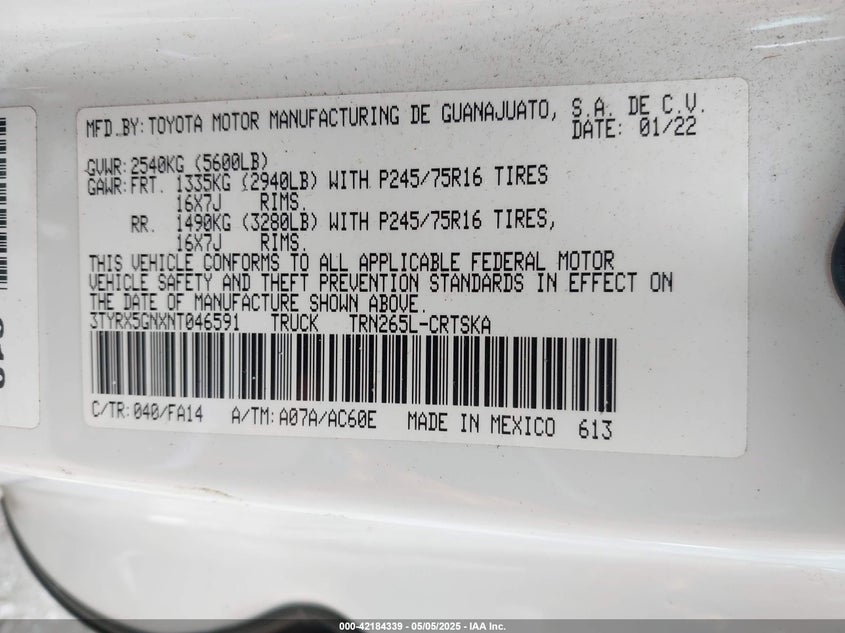 MFD.BY:TOYOTA MOTOR MANUFACTURING DE GUANAJUATO, S.A. DE C.V.
DATE: 01/22
GVWR:2540KG (5600LB)
GAWR:FRT. 1335KG (2940LB) WITH P245/75R16 TIRES
16X7J RIMS.
RR. 1490KG (3280LB) WITH P245/75R16 TIRES,
16X7J RIMS.
THIS VEHICLE CONFORMS TO ALL APPLICABLE FEDERAL MOTOR
VEHICLE SAFETY AND THEFT PREVENTION STANDARDS IN EFFECT ON
THE DATE OF MANUFACTURE SHOWN ABOVE.
3TYRX5GNXNT046591 TRUCK TRN265L-CRTSKA
C/TR:040/FA14 A/TM:A07A/AC60E MADE IN MEXICO 613
000-42184339 - 05/05/2025 - IAA Inc.